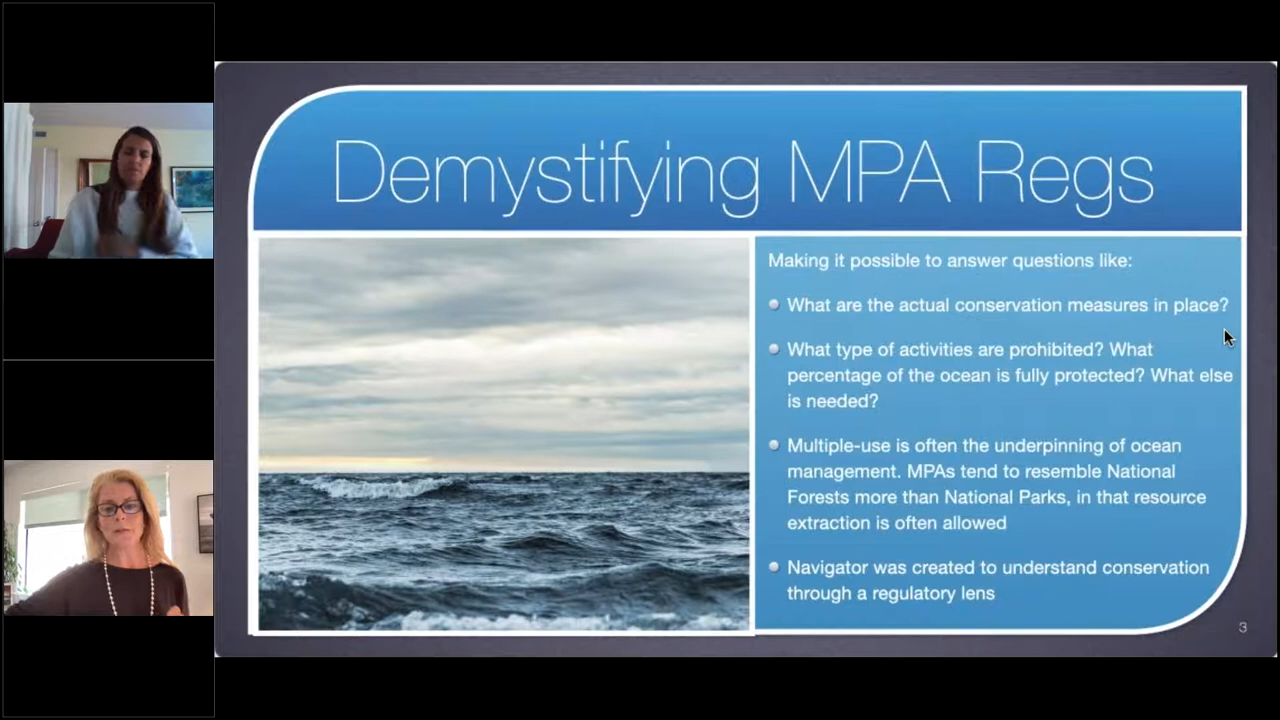 Demystifying MPA Regs
Making it possible to answer questions like:
What are the actual conservation measures in place?
What type of activities are prohibited? What
percentage of the ocean is fully protected? What else
is needed?
Multiple-use is often the underpinning of ocean
management. MPAs tend to resemble National
Forests more than National Parks, in that resource
extraction is often allowed
Navigator was created to understand conservation
through a regulatory lens
3